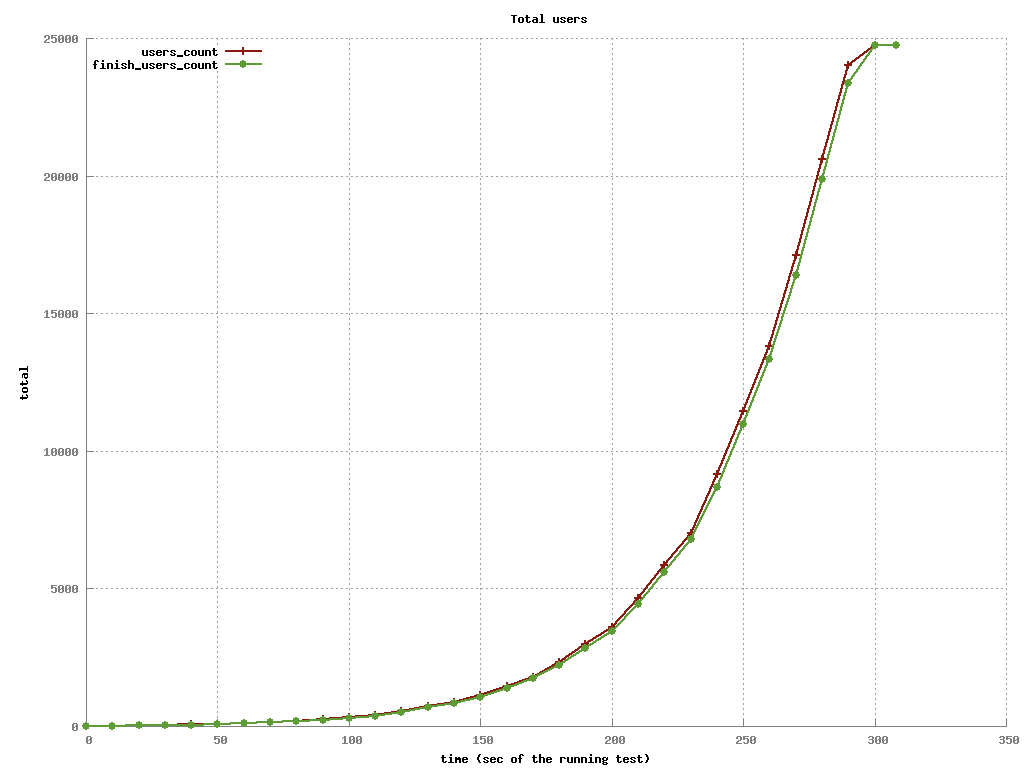 Total users
25000
users_count
finish_users_count
20000
15000
total
10000
5000
0
0 50 100 150 200 250 300 350
time (sec of the running test)